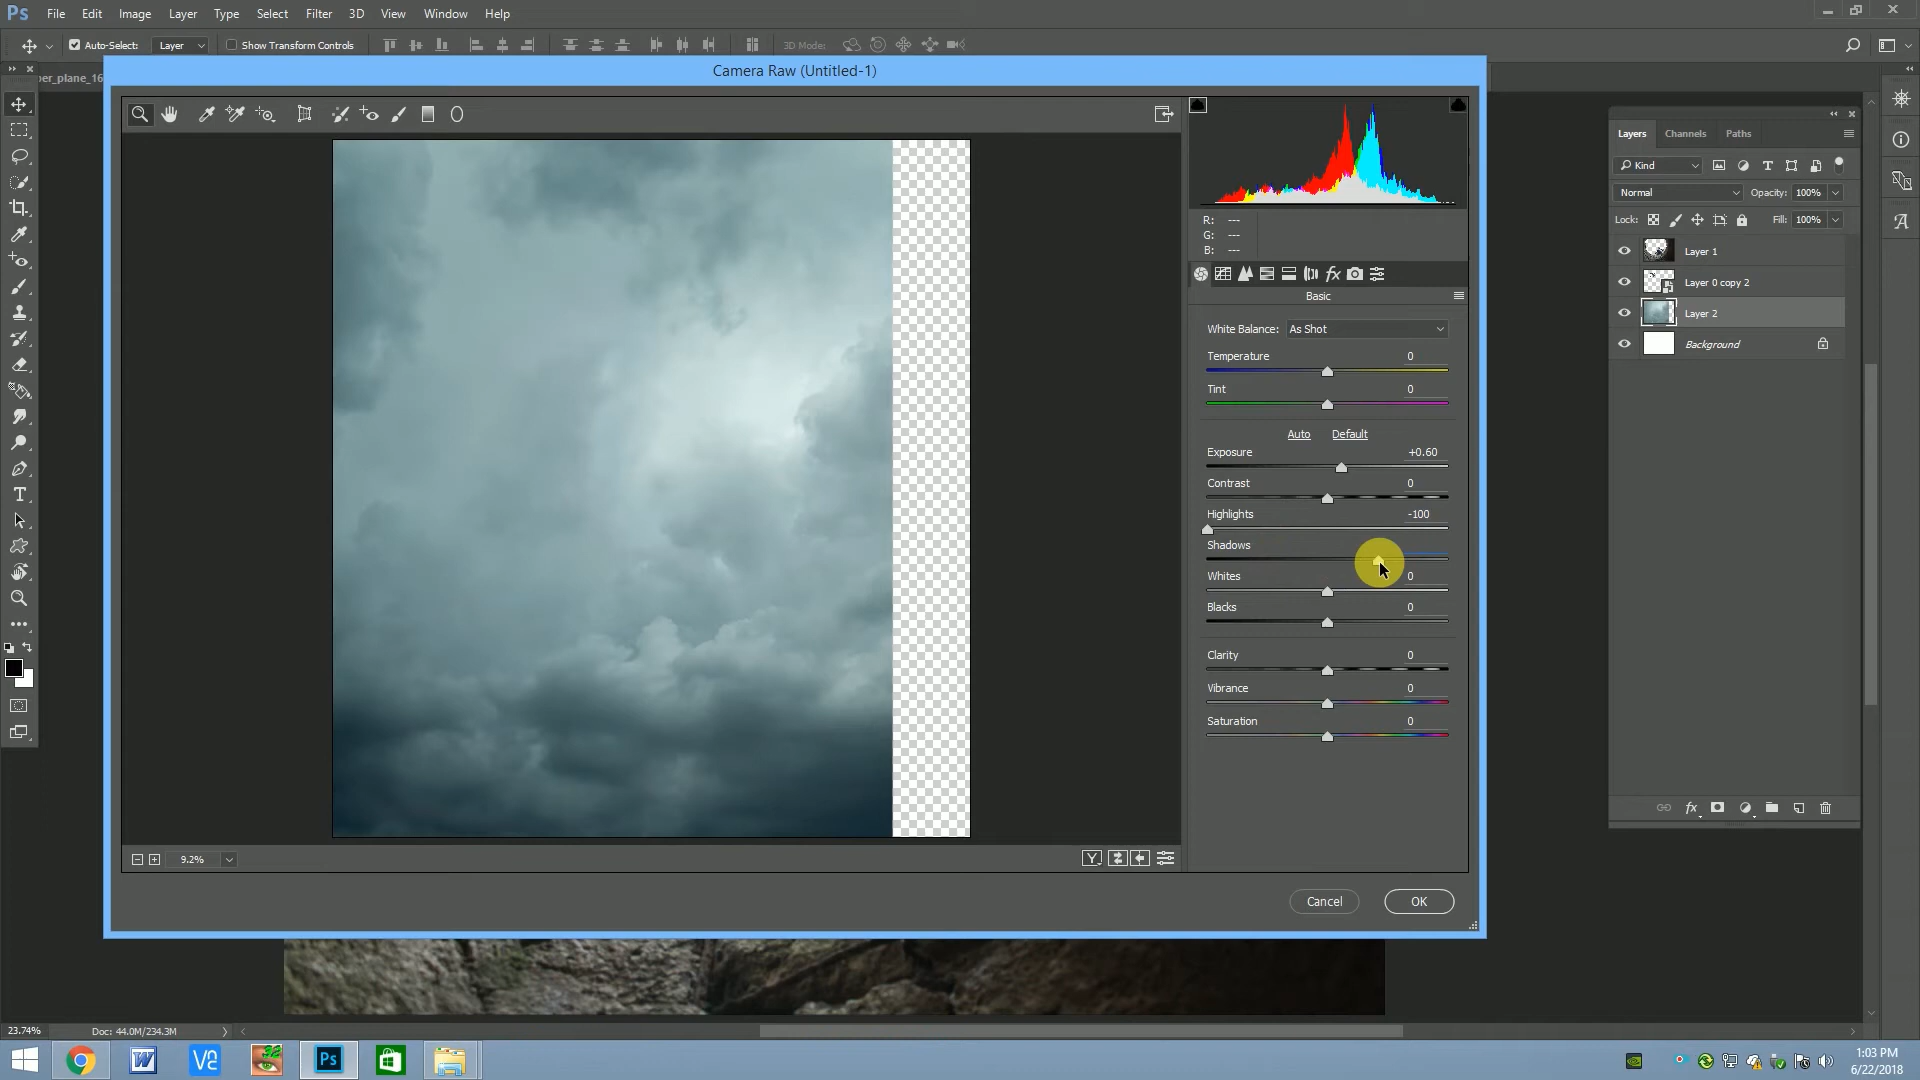 Ps File Edit Image Layer Type Select Filter 3D View Window Help
Auto-Select: Layer Show Transform Controls 3D Mode:
per_plane_16
Camera Raw (Untitled-1)
R: ---
G: ---
B: ---
Basic
White Balance: As Shot
Temperature 0
Tint 0
Auto Default
Exposure +0.60
Contrast 0
Highlights -100
Shadows
Whites 0
Blacks 0
Clarity 0
Vibrance 0
Saturation 0
9.2%
Cancel OK
Layers Channels Paths
Kind
Normal Opacity: 100%
Lock: Fill: 100%
Layer 1
Layer 0 copy 2
Layer 2
Background
fx
23.74% Doc: 44.0M/234.3M
1:03 PM
6/22/2018